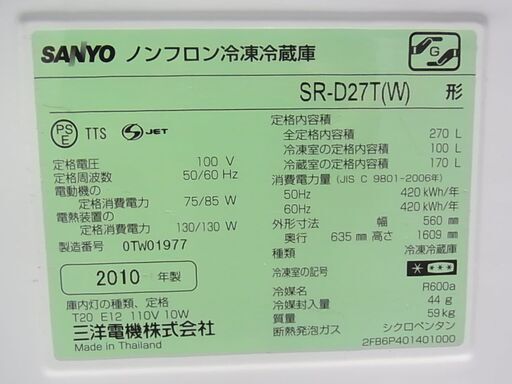 SANYO ノンフロン冷凍冷蔵庫
G
SR-D27T(W) 形
PS E TTS S JET
定格電圧 100 V
定格周波数 50/60 Hz
電動機の
定格消費電力 75/85 W
電熱装置の
定格消費電力 130/130 W
製造番号 0TW01977
2010 年製
庫内灯の種類、定格
T20 E12 110V 10W
三洋電機株式会社
Made in Thailand
定格内容積
全定格内容積 270 L
冷凍室の定格内容積 100 L
冷蔵室の定格内容積 170 L
消費電力量 (JIS C 9801-2006年)
50Hz 420 kWh/年
60Hz 420 kWh/年
外形寸法 幅 560 mm
奥行 635 mm 高さ 1609 mm
種類 冷凍冷蔵庫
冷凍室の記号
冷媒名 R600a
冷媒封入量 44 g
質量 59 kg
断熱発泡ガス シクロペンタン
2FB6P401401000